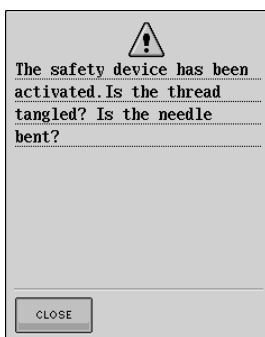 The safety device has been
activated.Is the thread
tangled? Is the needle
bent?
CLOSE